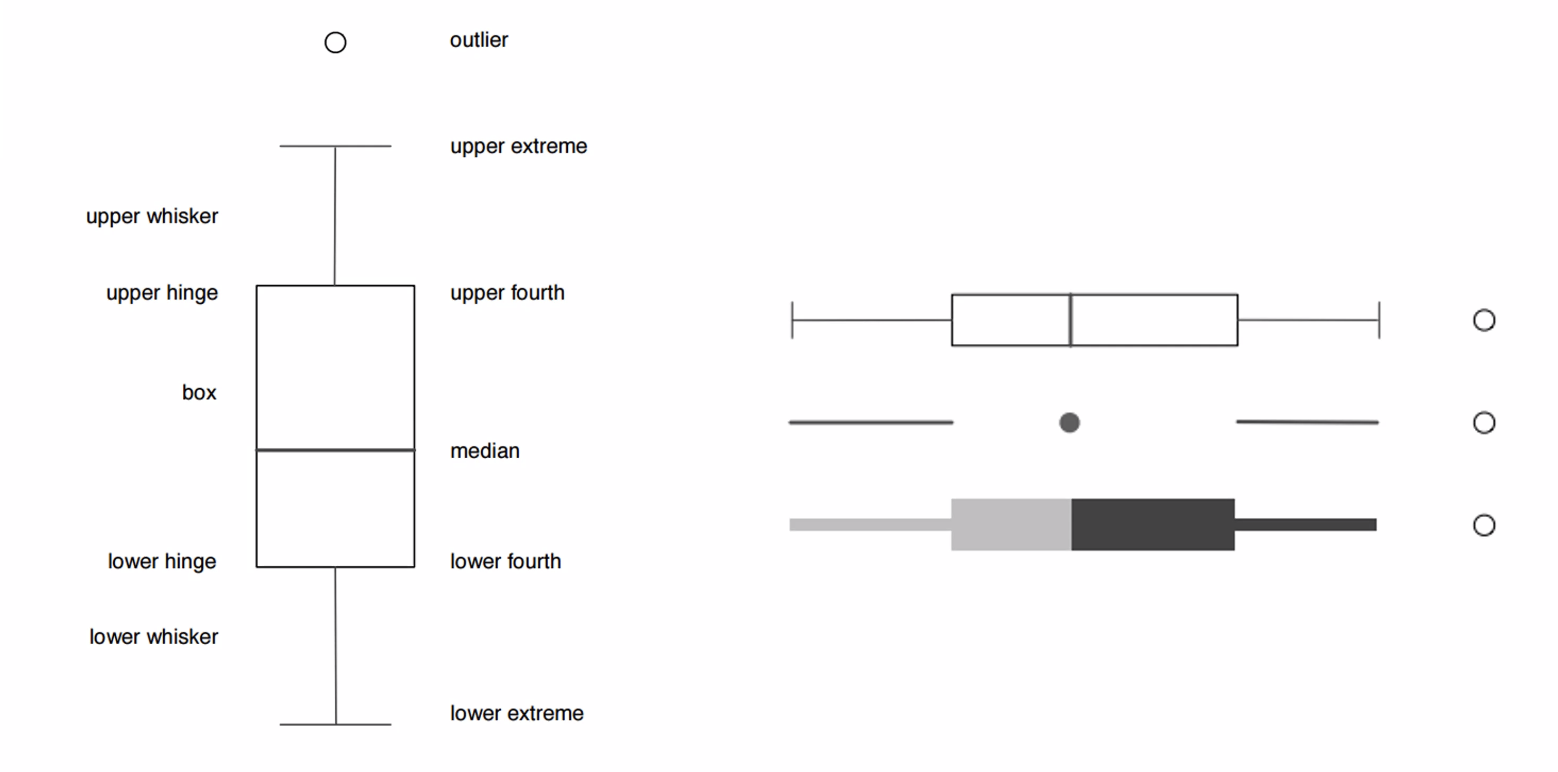 outlier
upper extreme
upper whisker
upper hinge
upper fourth
box
median
lower hinge
lower fourth
lower whisker
lower extreme